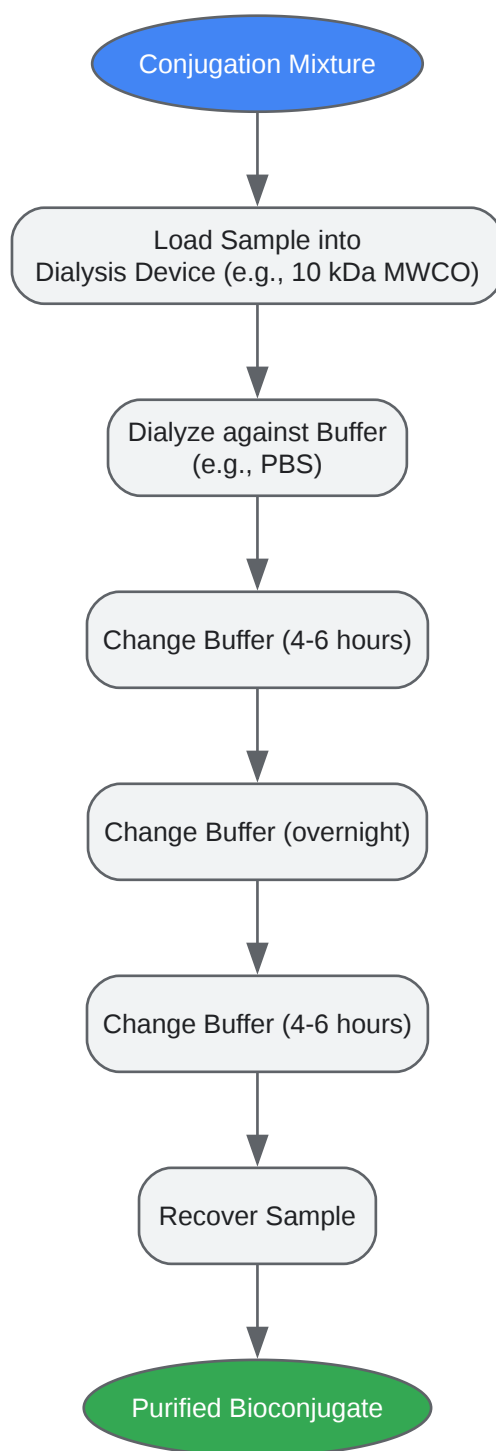 Conjugation Mixture
Load Sample into
Dialysis Device (e.g., 10 kDa MWCO)
Dialyze against Buffer
(e.g., PBS)
Change Buffer (4-6 hours)
Change Buffer (overnight)
Change Buffer (4-6 hours)
Recover Sample
Purified Bioconjugate